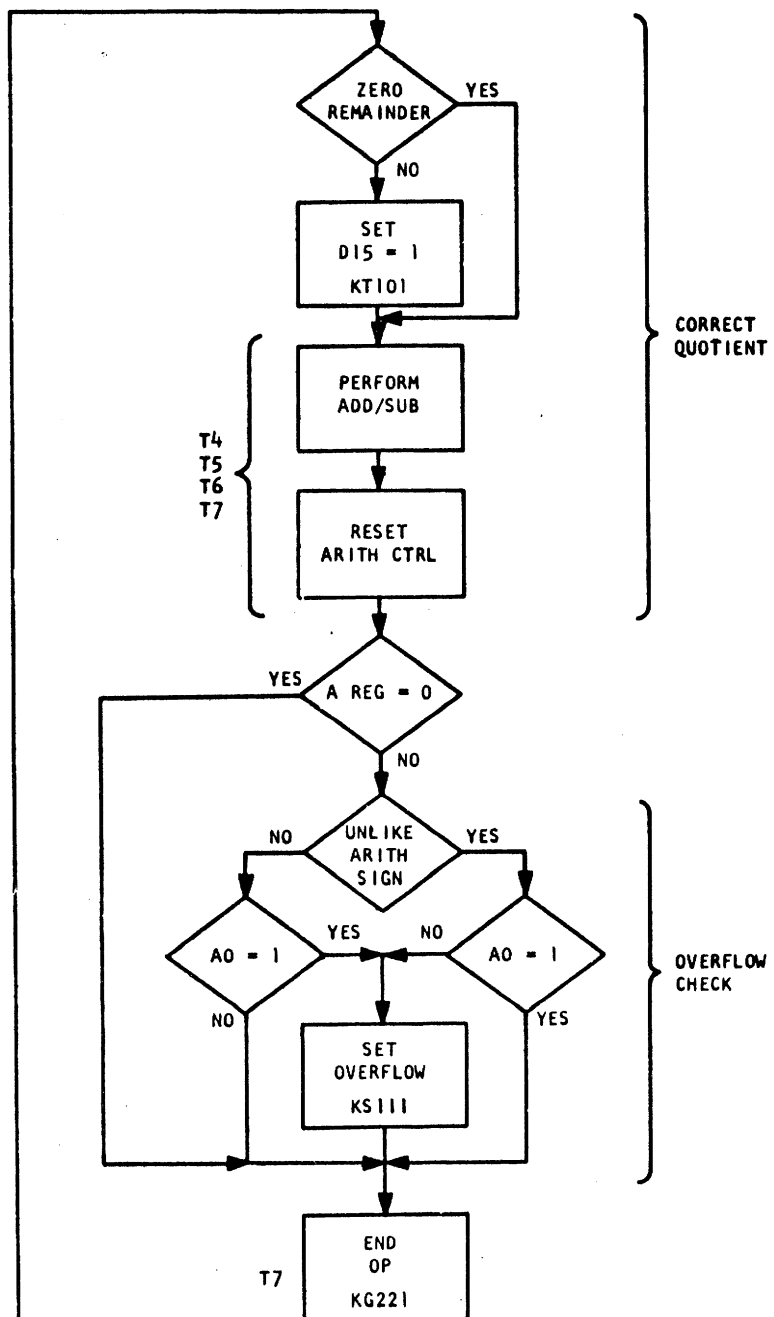 ZERO
REMAINDER
YES
NO
SET
D15 = 1
KT101
CORRECT
QUOTIENT
PERFORM
ADD/SUB
T4
T5
T6
T7
RESET
ARITH CTRL
YES
A REG = 0
NO
NO
UNLIKE
ARITH
SIGN
YES
A0 = 1
YES
NO
A0 = 1
OVERFLOW
CHECK
NO
YES
SET
OVERFLOW
KS111
END
OP
T7
KG221